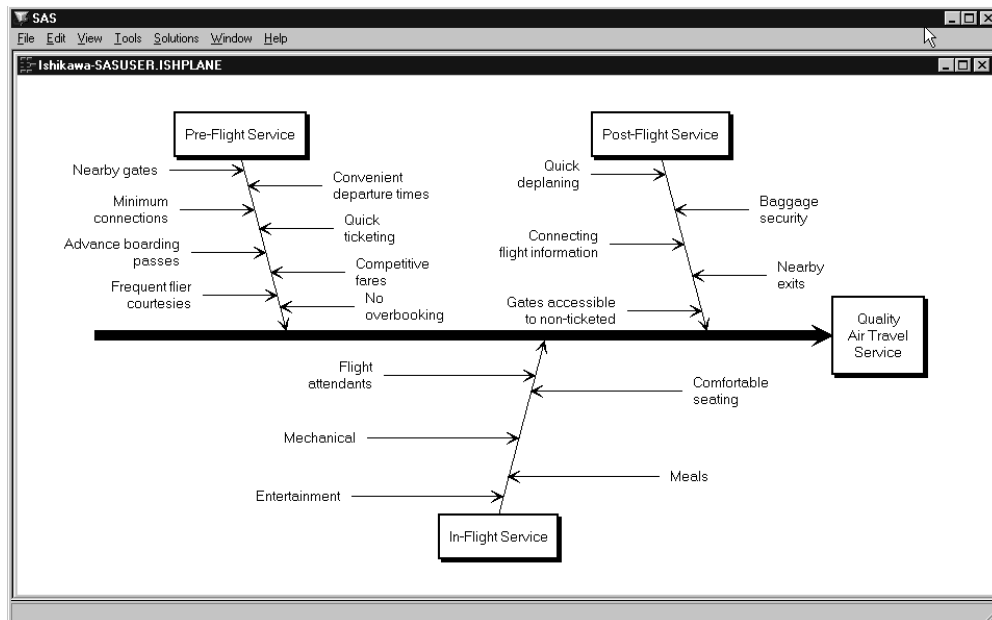 SAS
File Edit View Tools Solutions Window Help
Ishikawa-SASUSER.ISHPLANE
Pre-Flight Service
Nearby gates
Convenient
departure times
Minimum
connections
Quick
ticketing
Advance boarding
passes
Competitive
fares
Frequent flier
courtesies
No
overbooking
Post-Flight Service
Quick
deplaning
Baggage
security
Connecting
flight information
Nearby
exits
Gates accessible
to non-ticketed
Quality
Air Travel
Service
Flight
attendants
Comfortable
seating
Mechanical
Meals
Entertainment
In-Flight Service